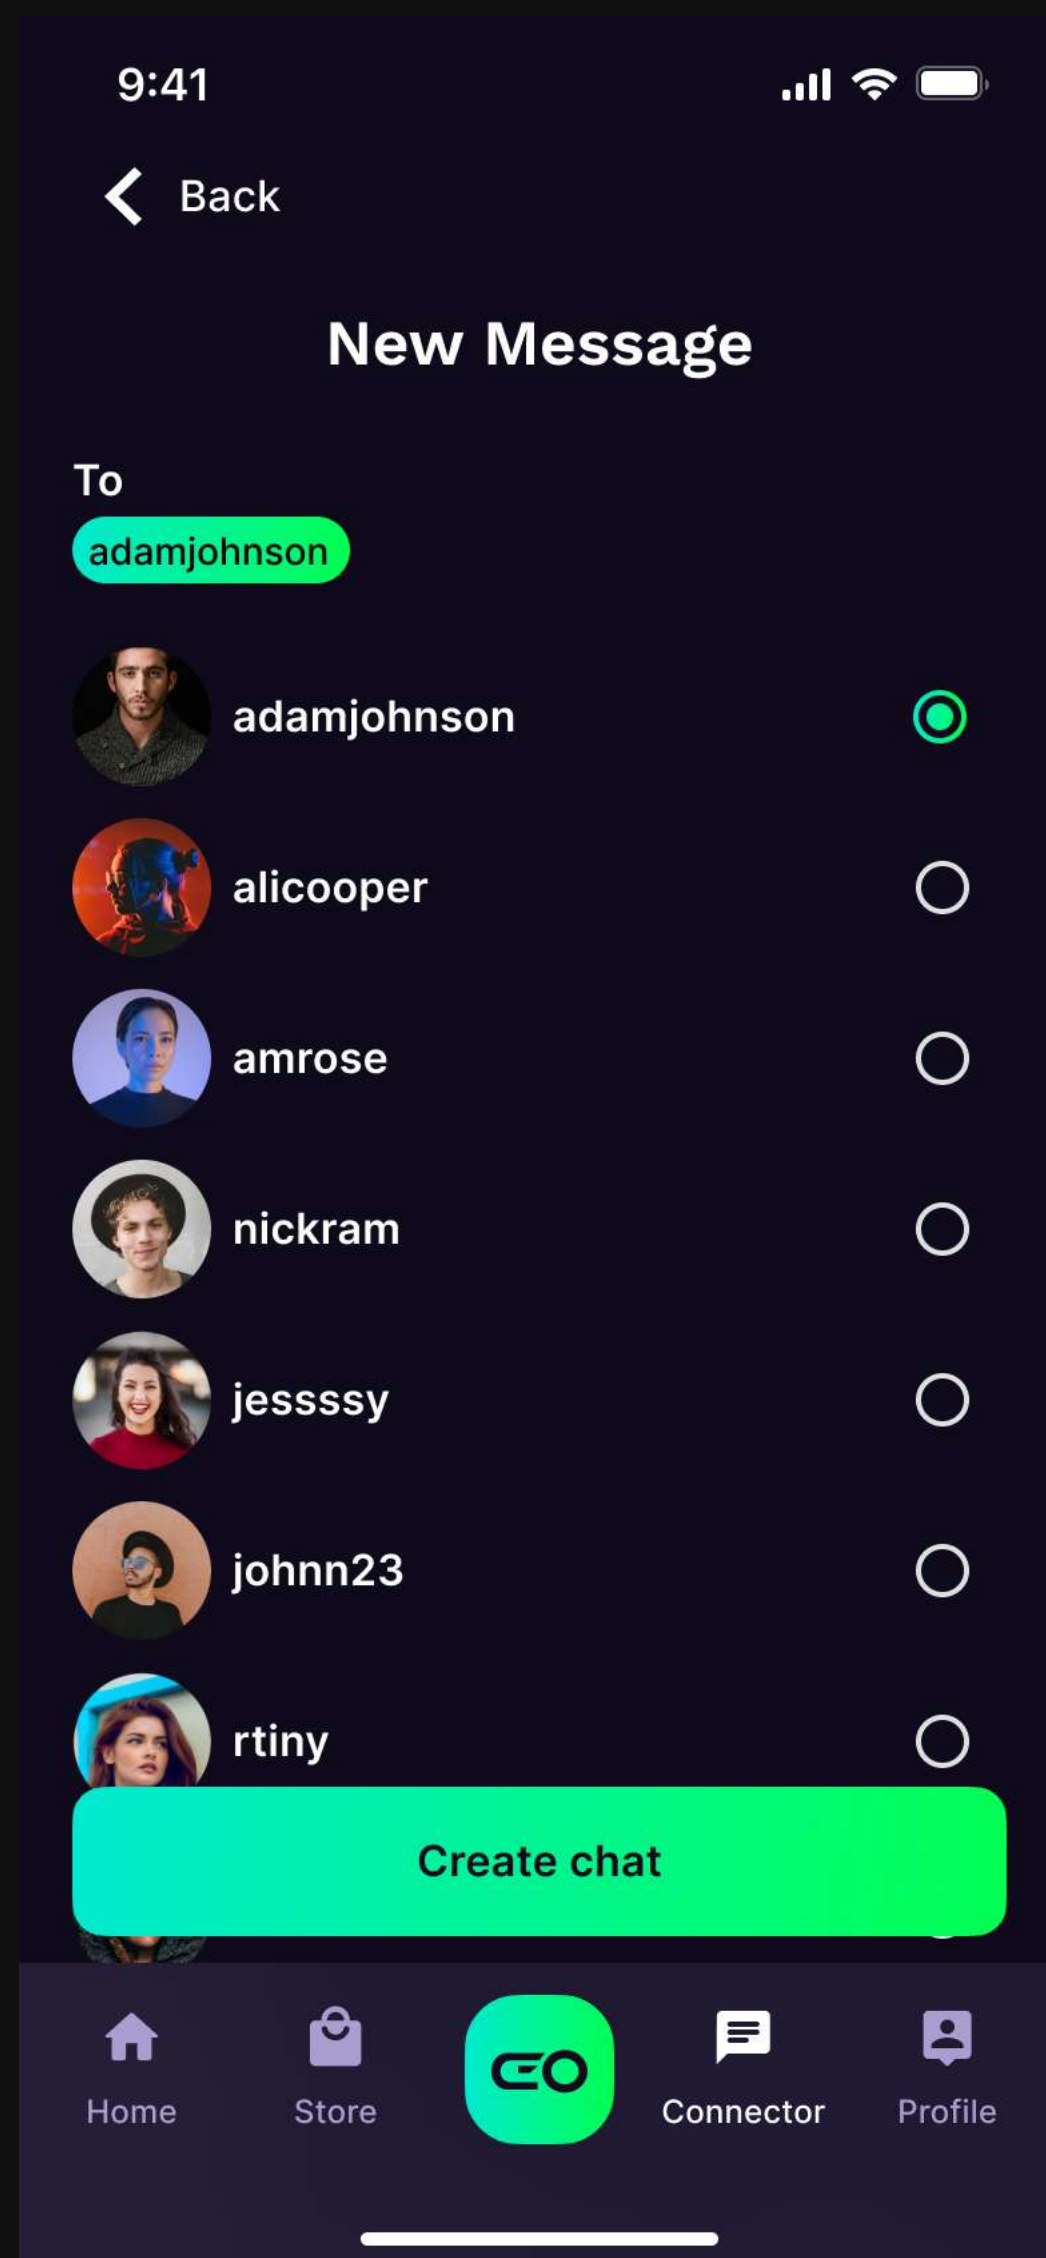 9:41
Back
New Message
To
adamjohnson
adamjohnson
alicooper
amrose
nickram
jessssy
johnn23
rtiny
Create chat
Home
Store
Connector
Profile